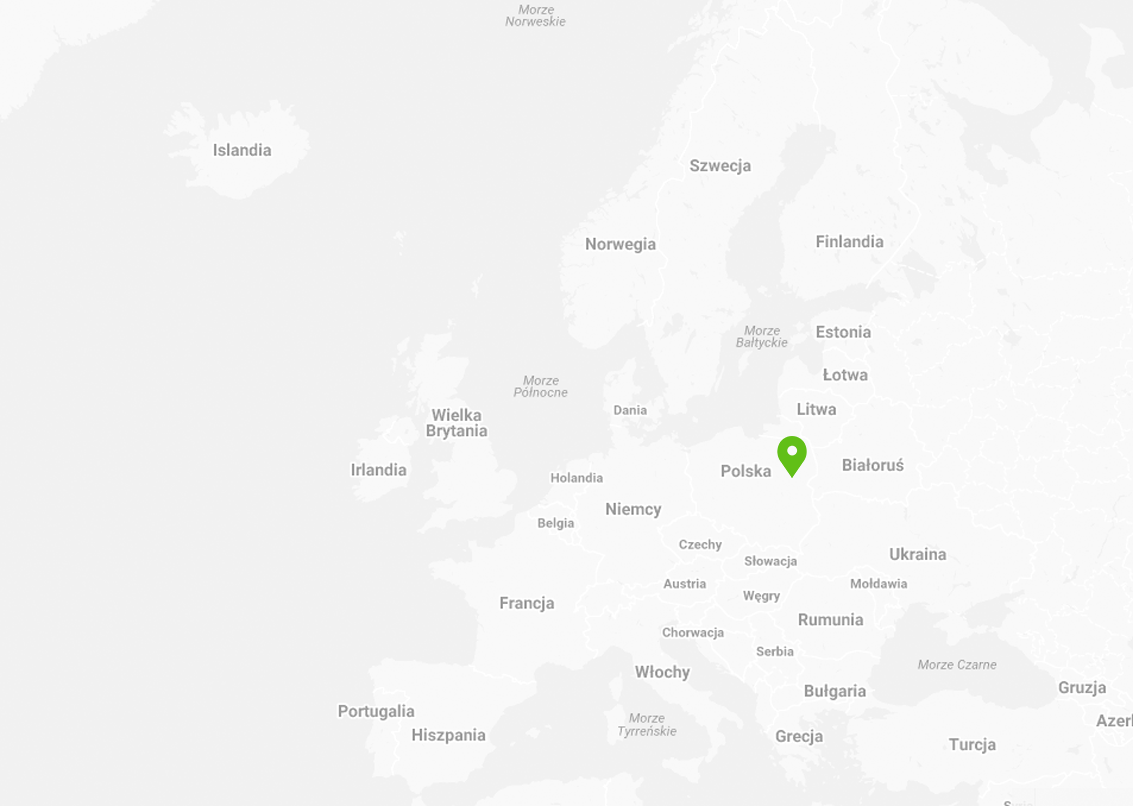 Morze
Norweskie
Islandia
Szwecja
Finlandia
Norwegia
Morze
Bałtyckie
Estonia
Łotwa
Morze
Północne
Dania
Litwa
Wielka
Brytania
Irlandia
Polska
Białoruś
Holandia
Niemcy
Belgia
Czechy
Ukraina
Słowacja
Austria
Mołdawia
Węgry
Francja
Rumunia
Chorwacja
Serbia
Morze Czarne
Włochy
Gruzja
Bułgaria
Portugalia
Morze
Tyrreńskie
Azerb
Hiszpania
Grecja
Turcja